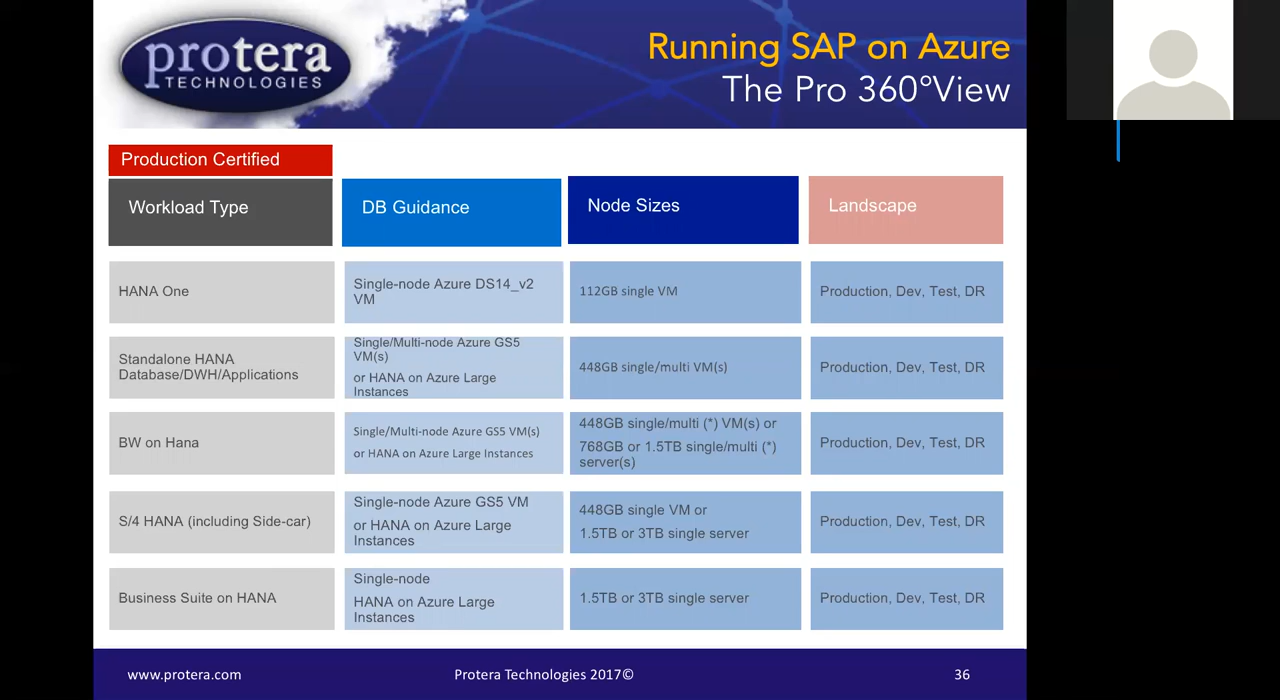 protera
TECHNOLOGIES
Running SAP on Azure
The Pro 360°View
Production Certified
Workload Type
DB Guidance
Node Sizes
Landscape
HANA One
Single-node Azure DS14_v2
VM
112GB single VM
Production, Dev, Test, DR
Standalone HANA
Database/DWH/Applications
Single/Multi-node Azure GS5
VM(s)
or HANA on Azure Large
Instances
448GB single/multi VM(s)
Production, Dev, Test, DR
BW on Hana
Single/Multi-node Azure GS5 VM(s)
or HANA on Azure Large Instances
448GB single/multi (*) VM(s) or
768GB or 1.5TB single/multi (*)
server(s)
Production, Dev, Test, DR
S/4 HANA (including Side-car)
Single-node Azure GS5 VM
or HANA on Azure Large
Instances
448GB single VM or
1.5TB or 3TB single server
Production, Dev, Test, DR
Business Suite on HANA
Single-node
HANA on Azure Large
Instances
1.5TB or 3TB single server
Production, Dev, Test, DR
www.protera.com
Protera Technologies 2017©
36